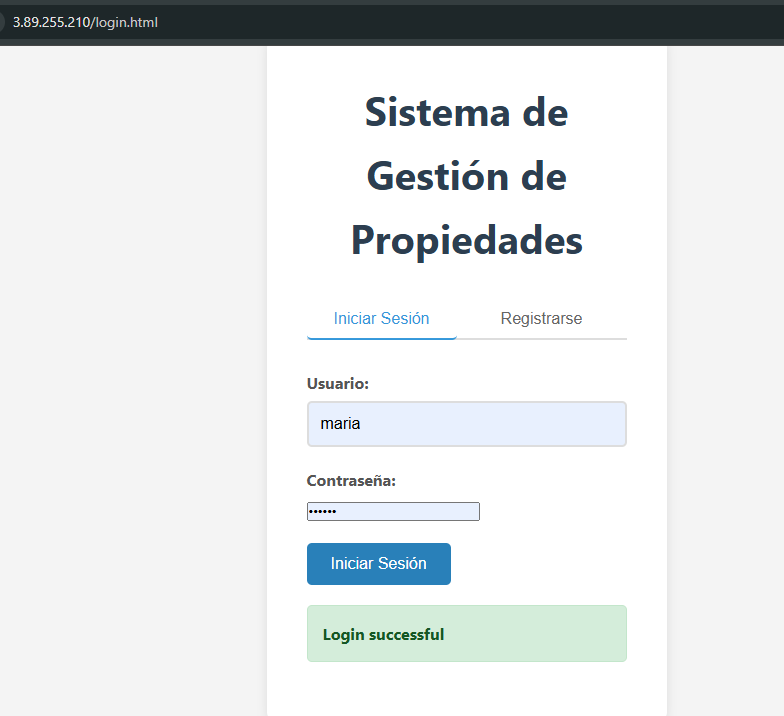 3.89.255.210/login.html
Sistema de
Gestión de
Propiedades
Iniciar Sesión Registrarse
Usuario:
maria
Contraseña:
••••••
Iniciar Sesión
Login successful